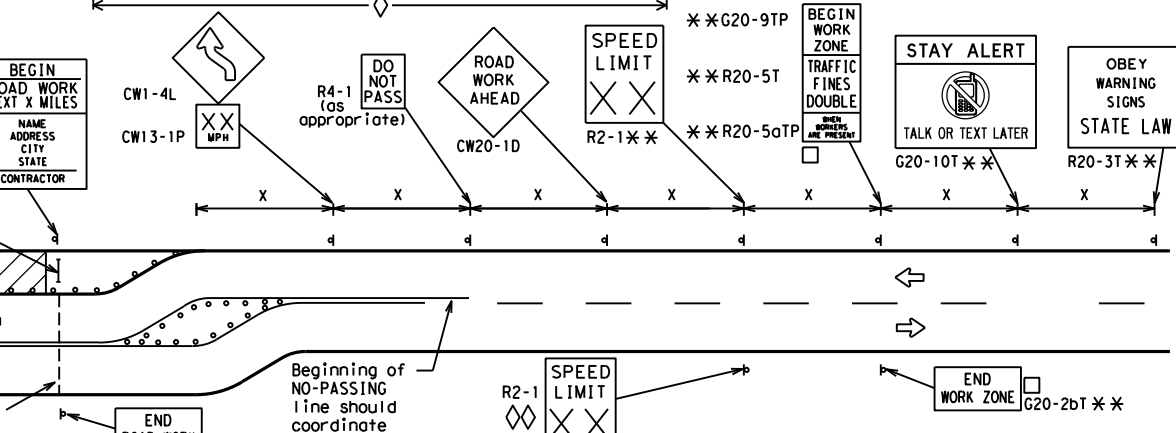 BEGIN
ROAD WORK
NEXT X MILES
NAME
ADDRESS
CITY
STATE
CONTRACTOR
CW1-4L
CW13-1P
X X
MPH
R4-1
(as
appropriate)
DO
NOT
PASS
ROAD
WORK
AHEAD
CW20-1D
SPEED
LIMIT
X X
R2-1**
**G20-9TP
**R20-5T
**R20-5aTP
BEGIN
WORK
ZONE
TRAFFIC
FINES
DOUBLE
WHEN
WORKERS
ARE PRESENT
STAY ALERT
TALK OR TEXT LATER
G20-10T**
OBEY
WARNING
SIGNS
STATE LAW
R20-3T**
X X X X X X X
Beginning of
NO-PASSING
line should
coordinate
R2-1
SPEED
LIMIT
X X
END
WORK ZONE
G20-2bT**
END
ROAD WORK